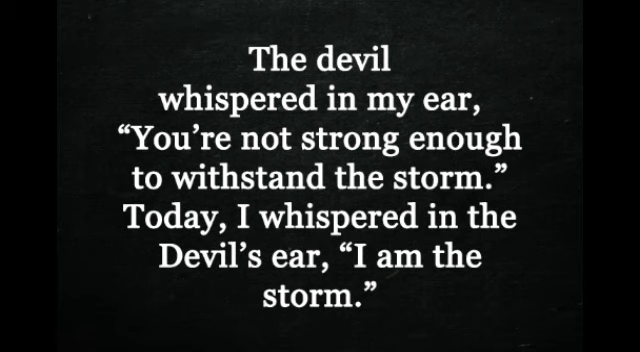 The devil
whispered in my ear,
“You’re not strong enough
to withstand the storm.”
Today, I whispered in the
Devil’s ear, “I am the
storm.”